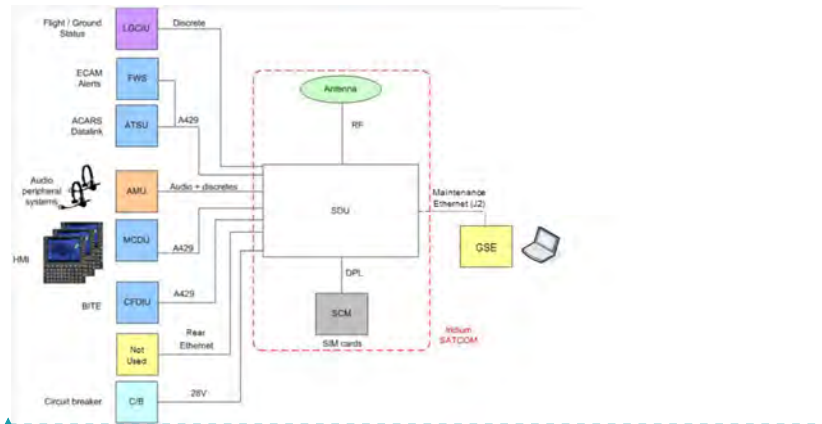 Flight / Ground
Status
LGCIU
Discrete
ECAM
Alerts
FWS
ACARS
Datalink
ATSU
A429
Audio
peripheral
systems
AMU
Audio + discretes
HMI
MCDU
A429
BITE
CFDIU
A429
Not
Used
Rear
Ethernet
Circuit breaker
C/B
28V
Antenna
RF
SDU
DPL
SCM
SIM cards
Iridium
SATCOM
Maintenance
Ethernet (J2)
GSE